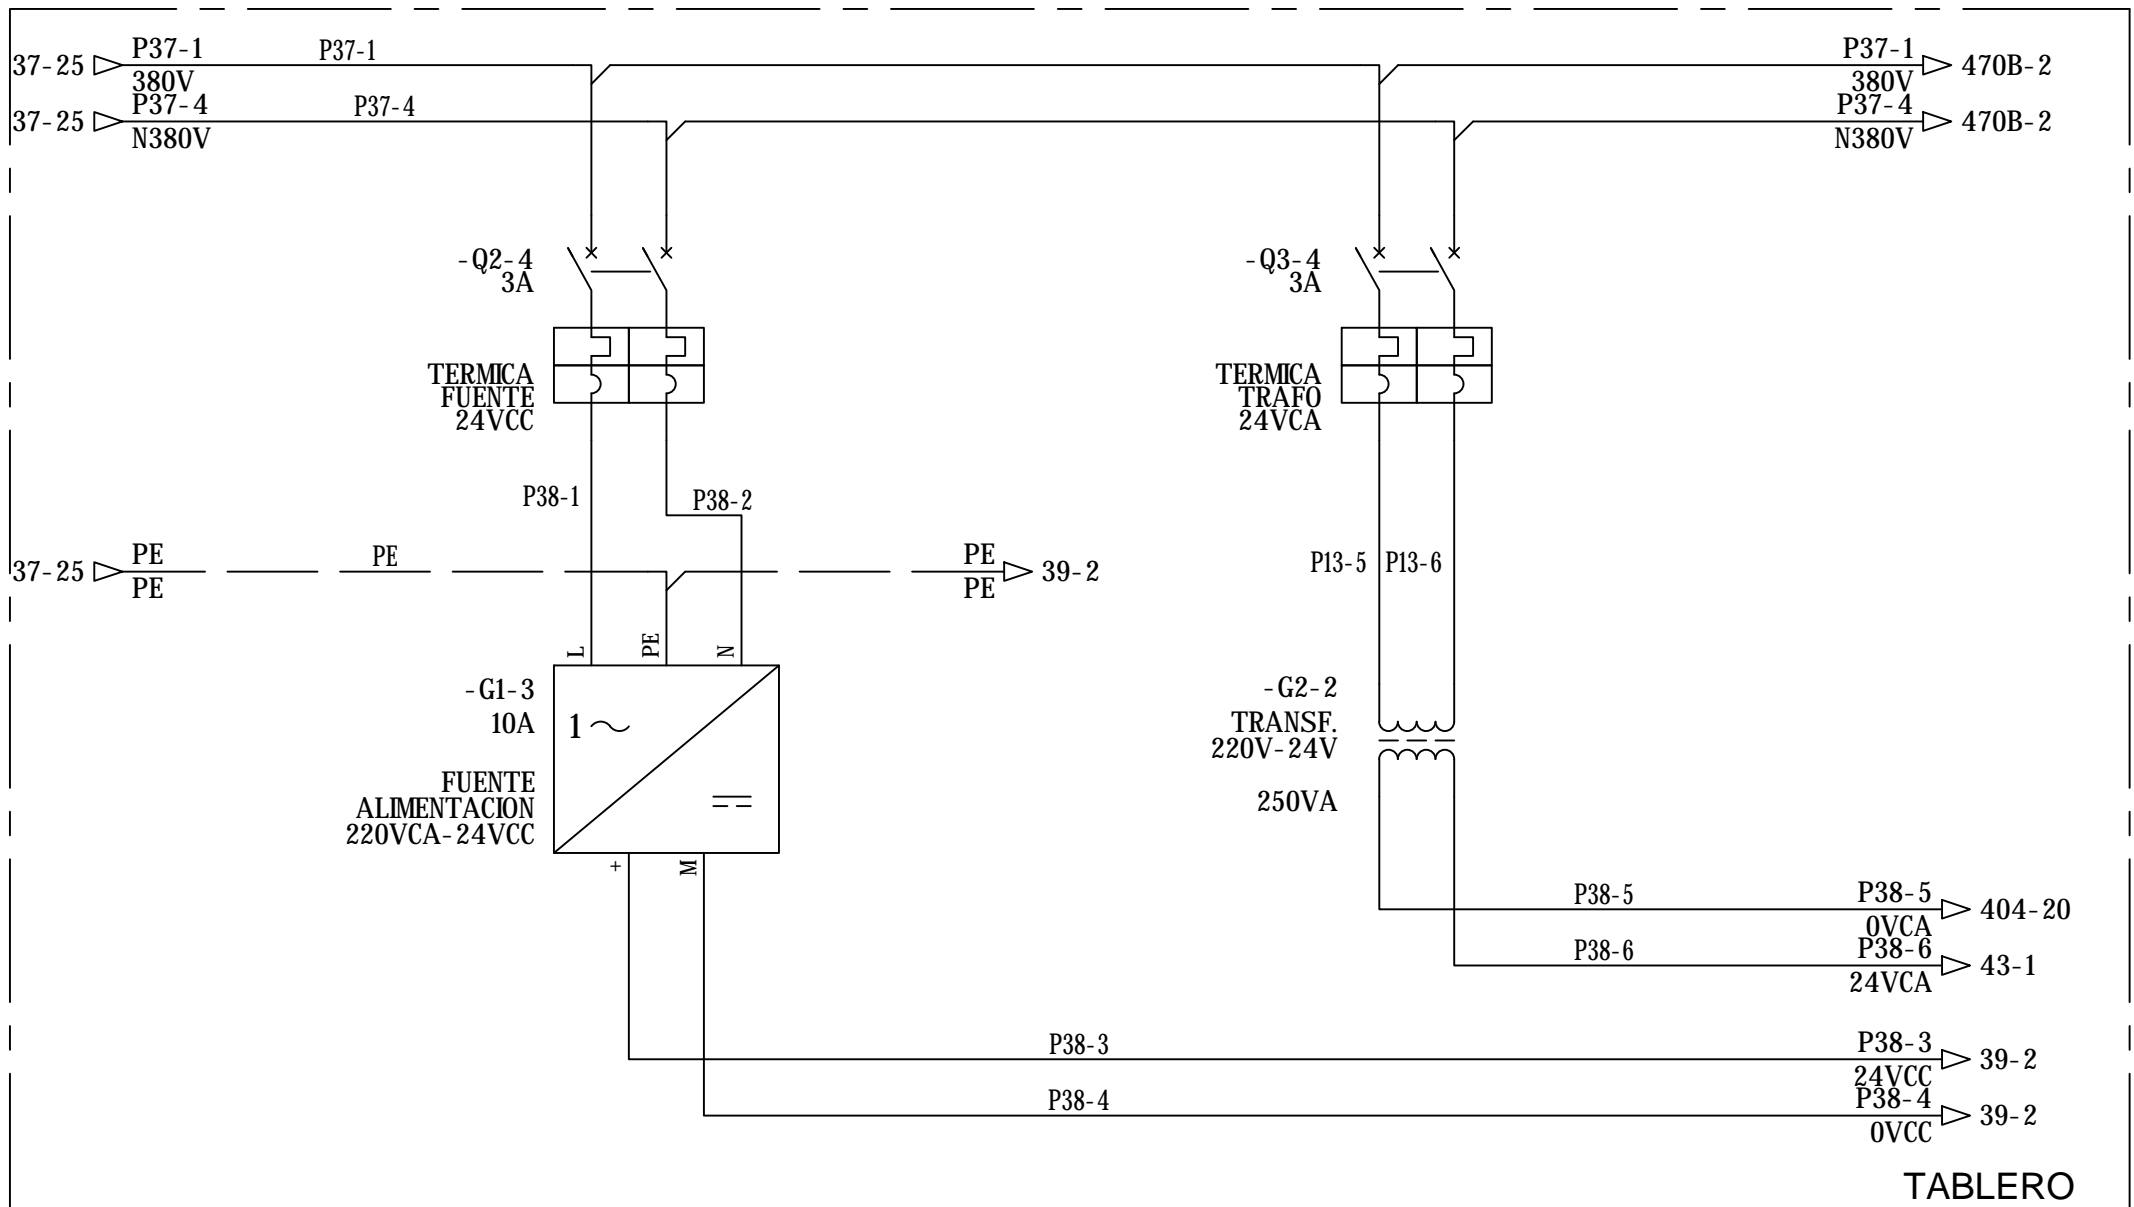 37-25
P37-1
380V
P37-1
P37-1
380V
470B-2
37-25
P37-4
N380V
P37-4
P37-4
N380V
470B-2
-Q2-4
3A
TERMICA
FUENTE
24VCC
-Q3-4
3A
TERMICA
TRAFO
24VCA
P38-1
P38-2
37-25
PE
PE
PE
PE
PE
39-2
P13-5
P13-6
L
PE
N
-G1-3
10A
1
FUENTE
ALIMENTACION
220VCA-24VCC
+
M
-G2-2
TRANSF.
220V-24V
250VA
P38-5
P38-5
0VCA
404-20
P38-6
P38-6
24VCA
43-1
P38-3
P38-3
24VCC
39-2
P38-4
P38-4
0VCC
39-2
TABLERO